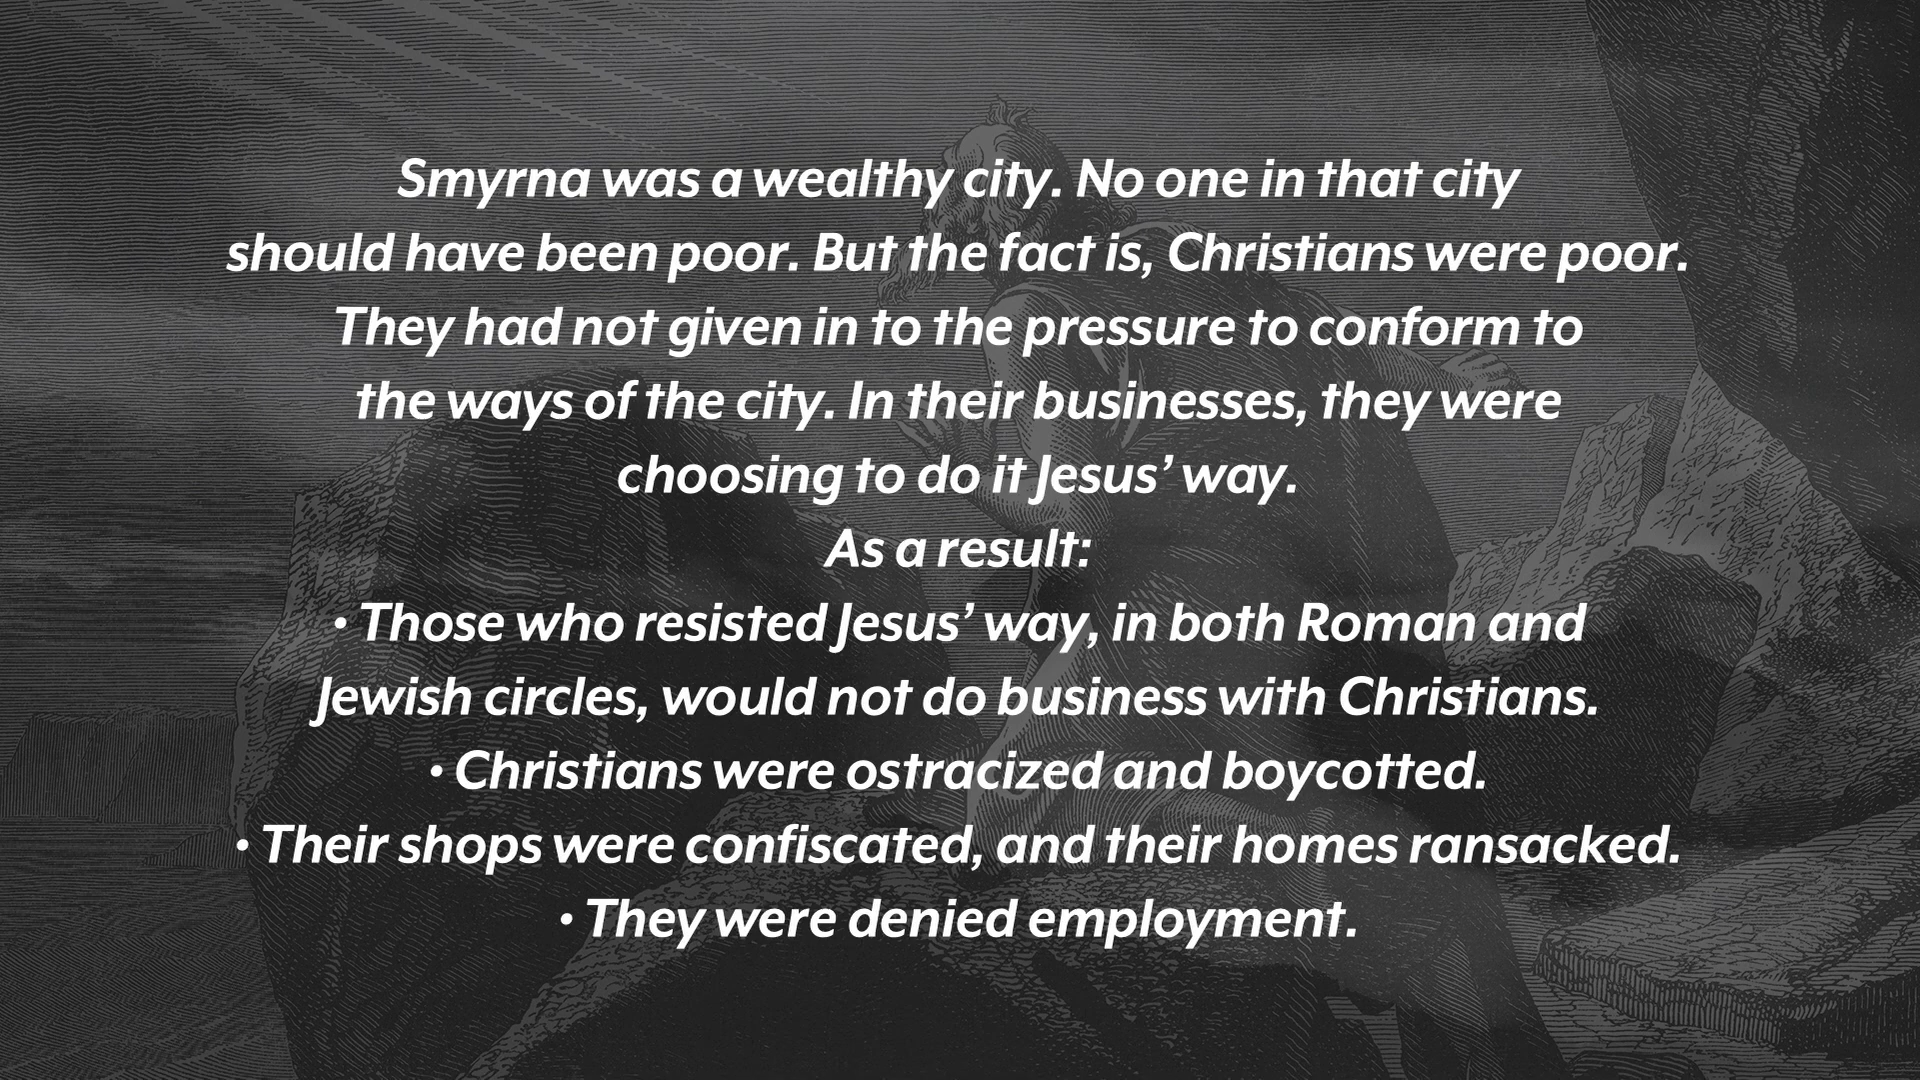 Smyrna was a wealthy city. No one in that city
should have been poor. But the fact is, Christians were poor.
They had not given in to the pressure to conform to
the ways of the city. In their businesses, they were
choosing to do it Jesus’ way.
As a result:
• Those who resisted Jesus’ way, in both Roman and
Jewish circles, would not do business with Christians.
• Christians were ostracized and boycotted.
• Their shops were confiscated, and their homes ransacked.
• They were denied employment.